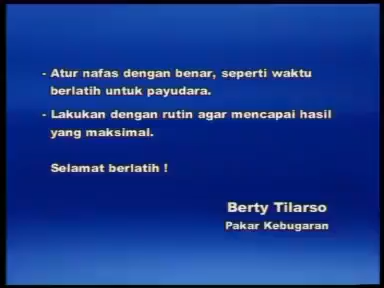 - Atur nafas dengan benar, seperti waktu
berlatih untuk payudara.
- Lakukan dengan rutin agar mencapai hasil
yang maksimal.
Selamat berlatih !
Berty Tilarso
Pakar Kebugaran